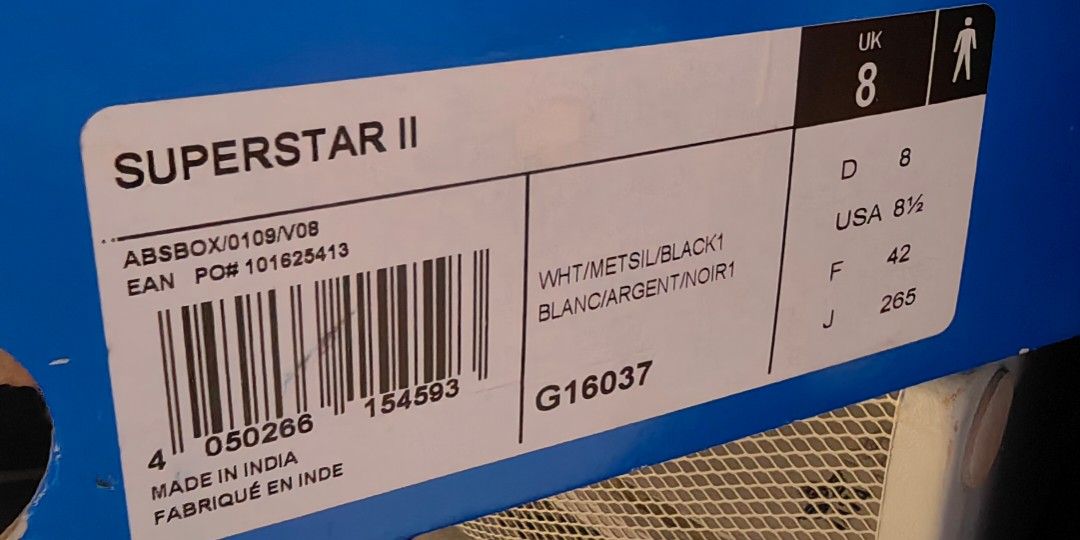 SUPERSTAR II
UK
8
ABSBOX/0109/V08
EAN PO# 101625413
4 050266 154593
MADE IN INDIA
FABRIQUÉ EN INDE
WHT/METSIL/BLACK1
BLANC/ARGENT/NOIR1
G16037
D 8
USA 8½
F 42
J 265